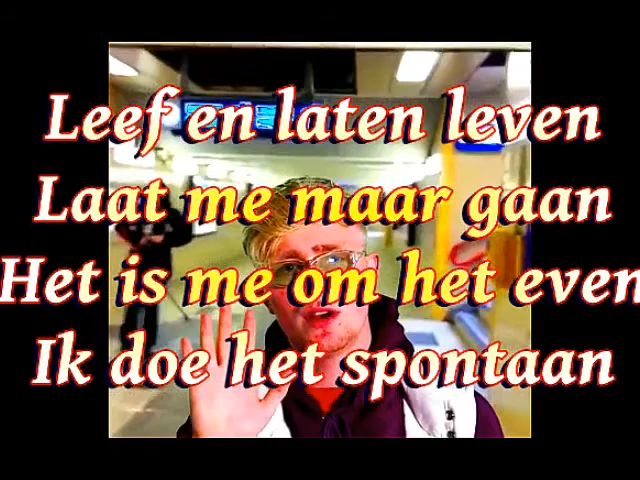 Leef en laten leven
Laat me maar gaan
Het is me om het even
Ik doe het spontaan